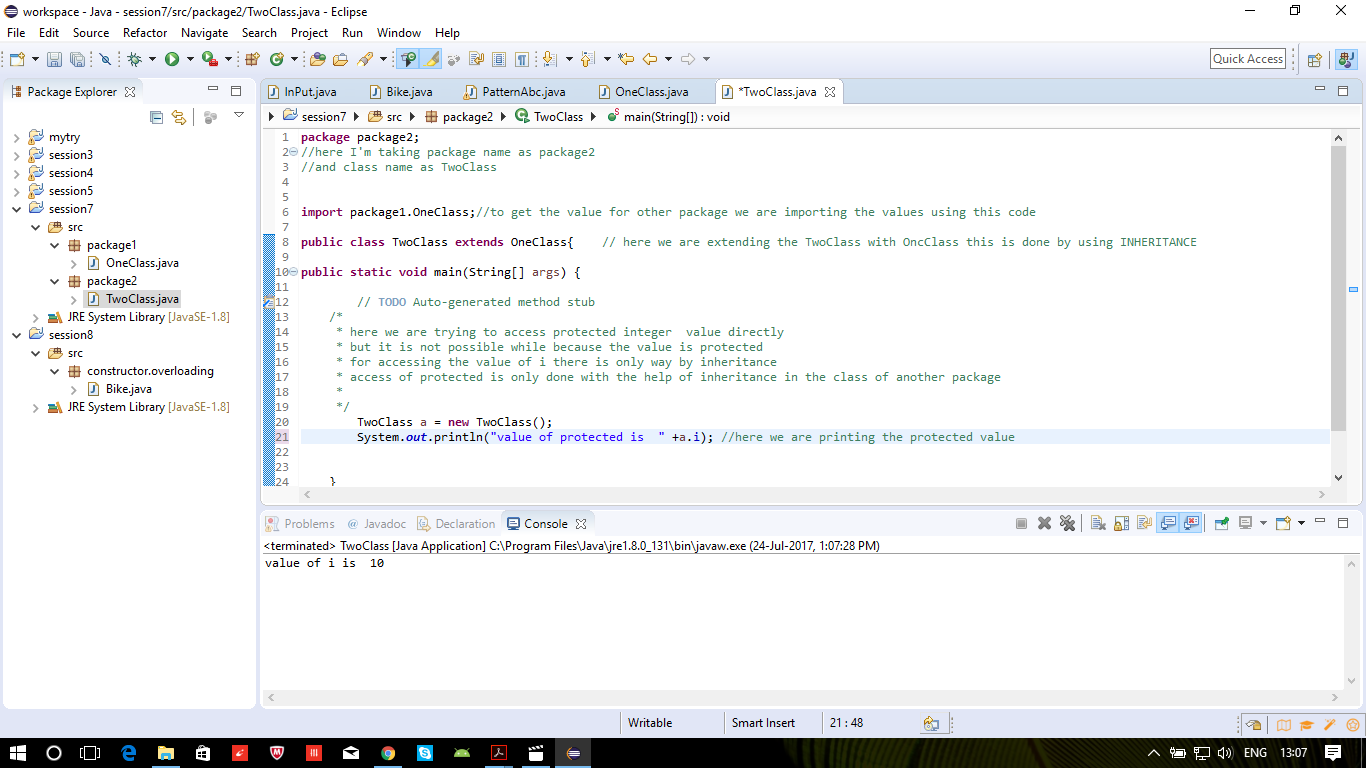 workspace - Java - session7/src/package2/TwoClass.java - Eclipse
File Edit Source Refactor Navigate Search Project Run Window Help
Quick Access
Package Explorer
mytry
session3
session4
session5
session7
src
package1
OneClass.java
package2
TwoClass.java
JRE System Library [JavaSE-1.8]
session8
src
constructor.overloading
Bike.java
JRE System Library [JavaSE-1.8]
InPut.java Bike.java PatternAbc.java OneClass.java *TwoClass.java
session7 src package2 TwoClass main(String[]) : void
1 package package2;
2 //here I'm taking package name as package2
3 //and class name as TwoClass
4
5
6 import package1.OneClass;//to get the value for other package we are importing the values using this code
7
8 public class TwoClass extends OneClass{    // here we are extending the TwoClass with OncClass this is done by using INHERITANCE
9
10 public static void main(String[] args) {
11
12 // TODO Auto-generated method stub
13 /*
14 * here we are trying to access protected integer  value directly
15 * but it is not possible while because the value is protected
16 * for accessing the value of i there is only way by inheritance
17 * access of protected is only done with the help of inheritance in the class of another package
18 *
19 */
20 TwoClass a = new TwoClass();
21 System.out.println("value of protected is  " +a.i); //here we are printing the protected value
22
23
24 }
Problems @ Javadoc Declaration Console
<terminated> TwoClass [Java Application] C:\Program Files\Java\jre1.8.0_131\bin\javaw.exe (24-Jul-2017, 1:07:28 PM)
value of i is  10
Writable Smart Insert 21 : 48
ENG 13:07